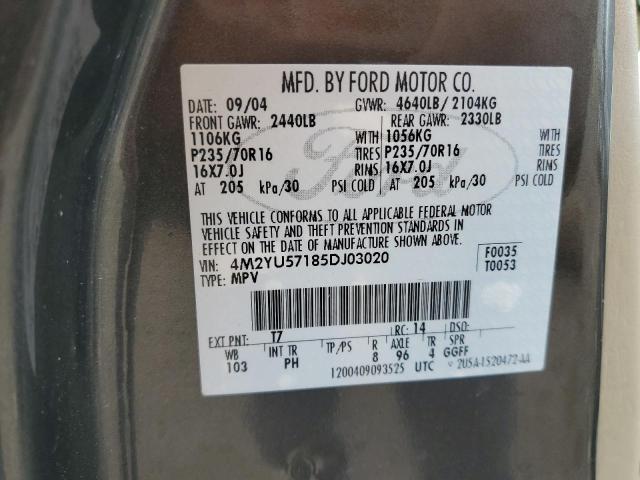 MFD. BY FORD MOTOR CO.
DATE: 09/04 GVWR: 4640LB/ 2104KG
FRONT GAWR: 2440LB REAR GAWR: 2330LB
1106KG WITH 1056KG WITH
P235/70R16 TIRES P235/70R16 TIRES
16X7.0J RIMS 16X7.0J RIMS
AT 205 kPa/30 PSI COLD AT 205 kPa/30 PSI COLD
Ford
THIS VEHICLE CONFORMS TO ALL APPLICABLE FEDERAL MOTOR
VEHICLE SAFETY AND THEFT PREVENTION STANDARDS IN
EFFECT ON THE DATE OF MANUFACTURE SHOWN ABOVE.
VIN: 4M2YU57185DJ03020 F0035
TYPE: MPV T0053
EXT PNT: T7 RC: 14 DSO:
WB INT TR TP/PS R AXLE TR SPR
103 PH 8 96 4 GGFF
1200409093525 UTC 2U5A-1520472-AA